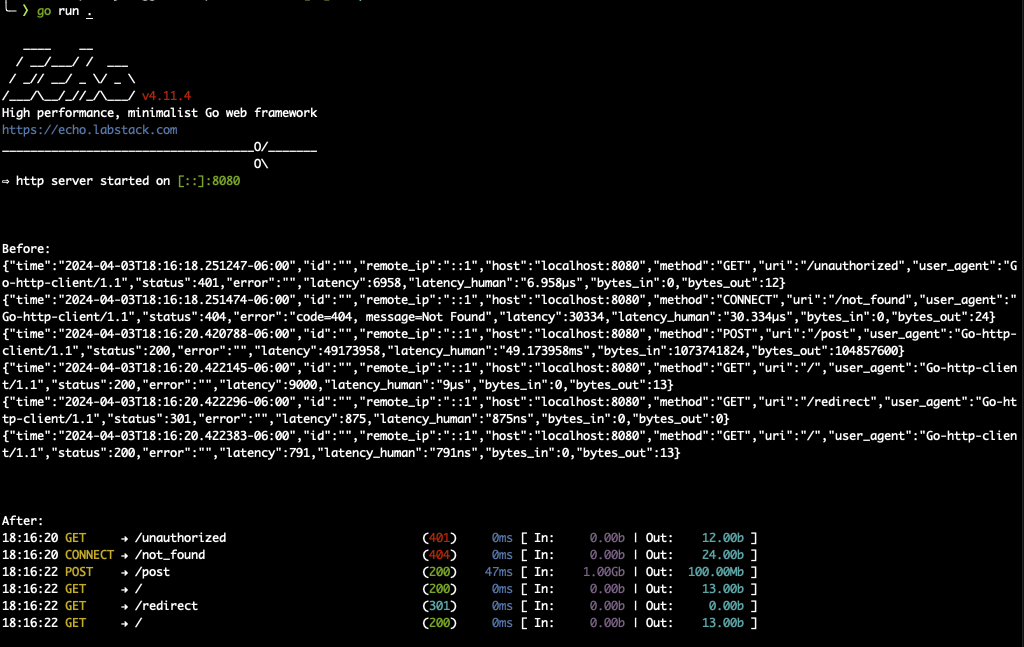 ╰─ ❯ go run .
   ____    __
  / __/___/ /  ___
 / _// __/ _ \/ _ \
/___/\__/_//_/\___/ v4.11.4
High performance, minimalist Go web framework
https://echo.labstack.com
____________________________________O/_______
                                    O\
⇨ http server started on [::]:8080
Before:
{"time":"2024-04-03T18:16:18.251247-06:00","id":"","remote_ip":"::1","host":"localhost:8080","method":"GET","uri":"/unauthorized","user_agent":"G
o-http-client/1.1","status":401,"error":"","latency":6958,"latency_human":"6.958µs","bytes_in":0,"bytes_out":12}
{"time":"2024-04-03T18:16:18.251474-06:00","id":"","remote_ip":"::1","host":"localhost:8080","method":"CONNECT","uri":"/not_found","user_agent":"
Go-http-client/1.1","status":404,"error":"code=404, message=Not Found","latency":30334,"latency_human":"30.334µs","bytes_in":0,"bytes_out":24}
{"time":"2024-04-03T18:16:20.420788-06:00","id":"","remote_ip":"::1","host":"localhost:8080","method":"POST","uri":"/post","user_agent":"Go-http-
client/1.1","status":200,"error":"","latency":49173958,"latency_human":"49.173958ms","bytes_in":1073741824,"bytes_out":104857600}
{"time":"2024-04-03T18:16:20.422145-06:00","id":"","remote_ip":"::1","host":"localhost:8080","method":"GET","uri":"/","user_agent":"Go-http-clien
t/1.1","status":200,"error":"","latency":9000,"latency_human":"9µs","bytes_in":0,"bytes_out":13}
{"time":"2024-04-03T18:16:20.422296-06:00","id":"","remote_ip":"::1","host":"localhost:8080","method":"GET","uri":"/redirect","user_agent":"Go-ht
tp-client/1.1","status":301,"error":"","latency":875,"latency_human":"875ns","bytes_in":0,"bytes_out":0}
{"time":"2024-04-03T18:16:20.422383-06:00","id":"","remote_ip":"::1","host":"localhost:8080","method":"GET","uri":"/","user_agent":"Go-http-clien
t/1.1","status":200,"error":"","latency":791,"latency_human":"791ns","bytes_in":0,"bytes_out":13}
After:
18:16:20 GET     → /unauthorized (401) 0ms [ In: 0.00b | Out: 12.00b ]
18:16:20 CONNECT → /not_found (404) 0ms [ In: 0.00b | Out: 24.00b ]
18:16:22 POST    → /post (200) 47ms [ In: 1.00Gb | Out: 100.00Mb ]
18:16:22 GET     → / (200) 0ms [ In: 0.00b | Out: 13.00b ]
18:16:22 GET     → /redirect (301) 0ms [ In: 0.00b | Out: 0.00b ]
18:16:22 GET     → / (200) 0ms [ In: 0.00b | Out: 13.00b ]